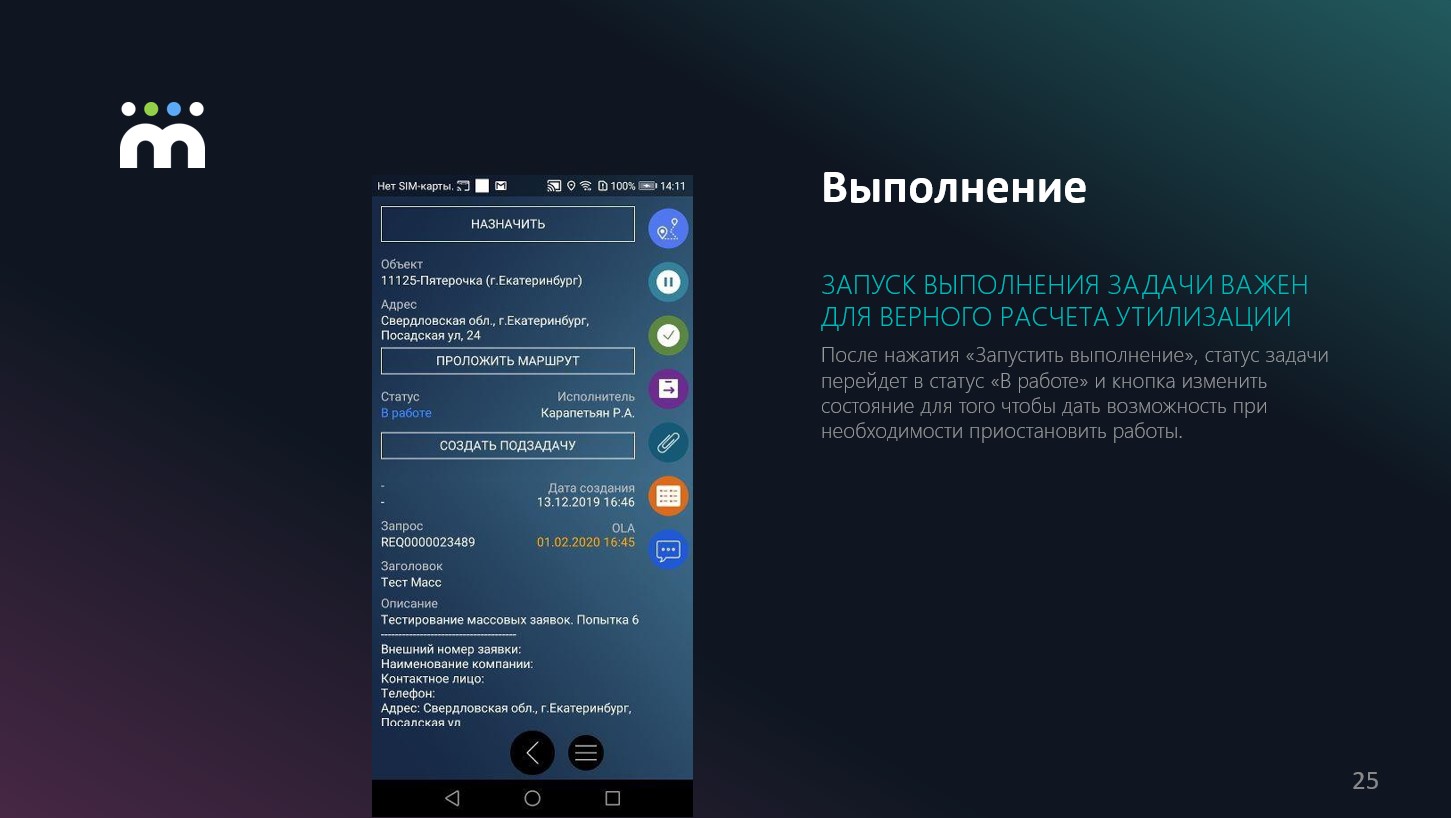 Нет SIM-карты.
100%
14:11
НАЗНАЧИТЬ
Объект
11125-Пятерочка (г.Екатеринбург)
Адрес
Свердловская обл., г.Екатеринбург,
Посадская ул, 24
ПРОЛОЖИТЬ МАРШРУТ
Статус Исполнитель
В работе Карапетьян Р.А.
СОЗДАТЬ ПОДЗАДАЧУ
- Дата создания
- 13.12.2019 16:46
Запрос OLA
REQ0000023489 01.02.2020 16:45
Заголовок
Тест Масс
Описание
Тестирование массовых заявок. Попытка 6
--------------------------------------
Внешний номер заявки:
Наименование компании:
Контактное лицо:
Телефон:
Адрес: Свердловская обл., г.Екатеринбург,
Посадская ул
Выполнение
ЗАПУСК ВЫПОЛНЕНИЯ ЗАДАЧИ ВАЖЕН
ДЛЯ ВЕРНОГО РАСЧЕТА УТИЛИЗАЦИИ
После нажатия «Запустить выполнение», статус задачи
перейдет в статус «В работе» и кнопка изменить
состояние для того чтобы дать возможность при
необходимости приостановить работы.
25